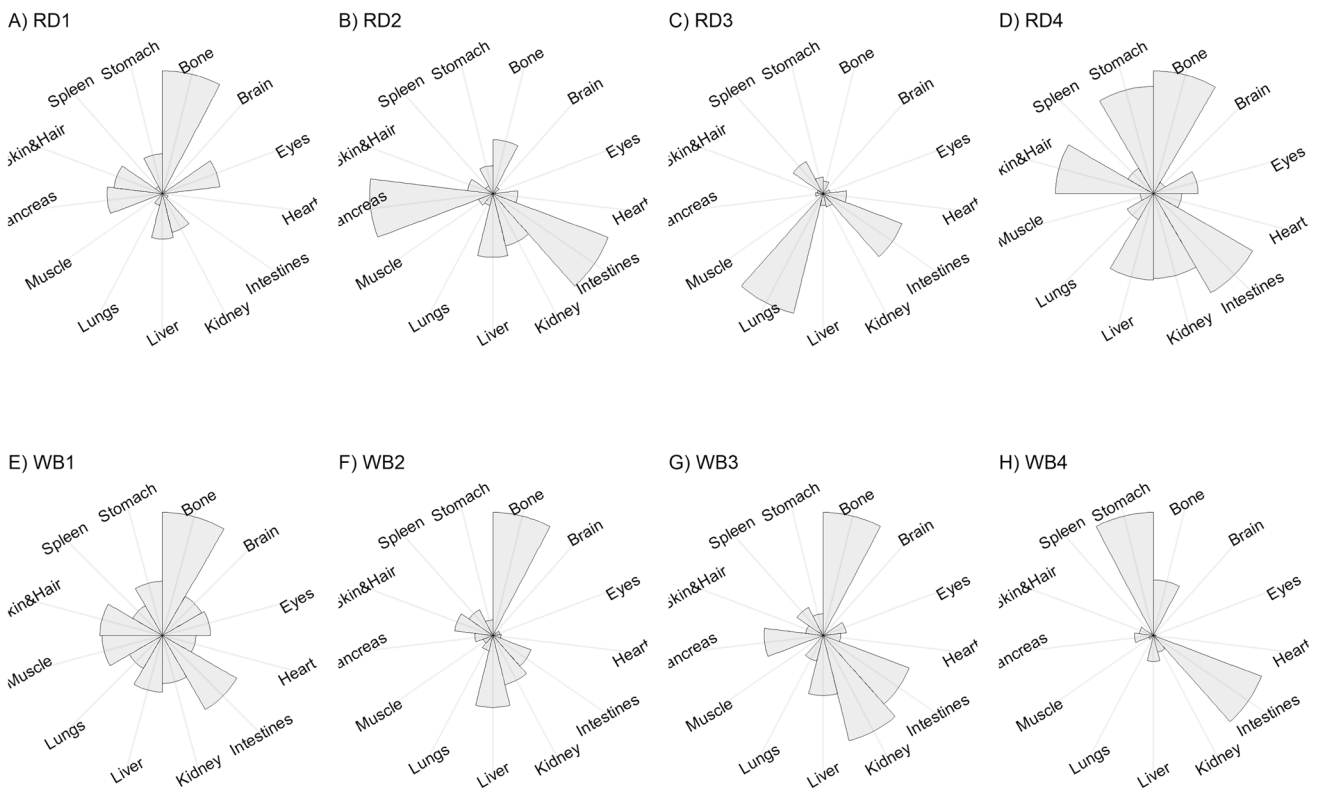 A) RD1
Bone
Brain
Eyes
Heart
Intestines
Kidney
Liver
Lungs
Muscle
ancreas
kin&Hair
Spleen
Stomach
B) RD2
Bone
Brain
Eyes
Heart
Intestines
Kidney
Liver
Lungs
Muscle
ancreas
kin&Hair
Spleen
Stomach
C) RD3
Bone
Brain
Eyes
Heart
Intestines
Kidney
Liver
Lungs
Muscle
ancreas
kin&Hair
Spleen
Stomach
D) RD4
Bone
Brain
Eyes
Heart
Intestines
Kidney
Liver
Lungs
Muscle
kin&Hair
Spleen
Stomach
E) WB1
Bone
Brain
Eyes
Heart
Intestines
Kidney
Liver
Lungs
Muscle
kin&Hair
Spleen
Stomach
F) WB2
Bone
Brain
Eyes
Heart
Intestines
Kidney
Liver
Lungs
Muscle
ancreas
kin&Hair
Spleen
Stomach
G) WB3
Bone
Brain
Eyes
Heart
Intestines
Kidney
Liver
Lungs
Muscle
ancreas
kin&Hair
Spleen
Stomach
H) WB4
Bone
Brain
Eyes
Heart
Intestines
Kidney
Liver
Lungs
Muscle
ancreas
kin&Hair
Spleen
Stomach